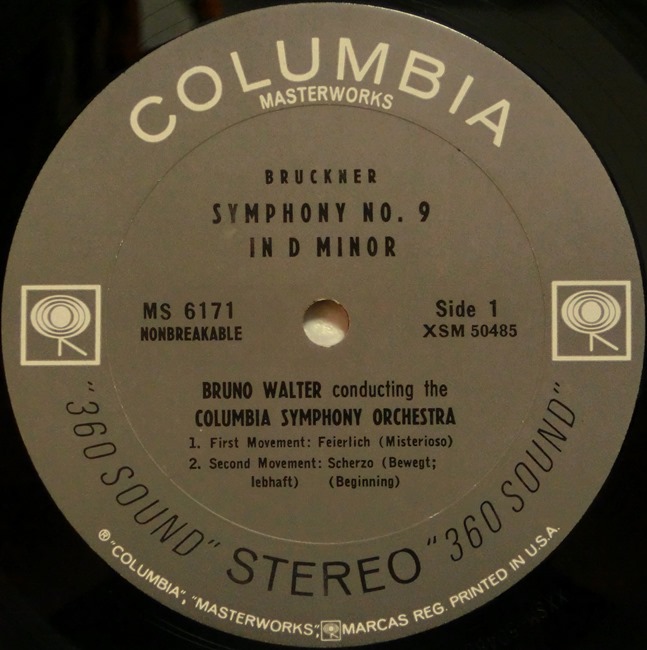 COLUMBIA
MASTERWORKS
BRUCKNER
SYMPHONY NO. 9
IN D MINOR
MS 6171
NONBREAKABLE
Side 1
XSM 50485
BRUNO WALTER conducting the
COLUMBIA SYMPHONY ORCHESTRA
1. First Movement: Feierlich (Misterioso)
2. Second Movement: Scherzo (Bewegt;
lebhaft) (Beginning)
"360 SOUND" STEREO "360 SOUND"
® "COLUMBIA", "MASTERWORKS", MARCAS REG. PRINTED IN U.S.A.